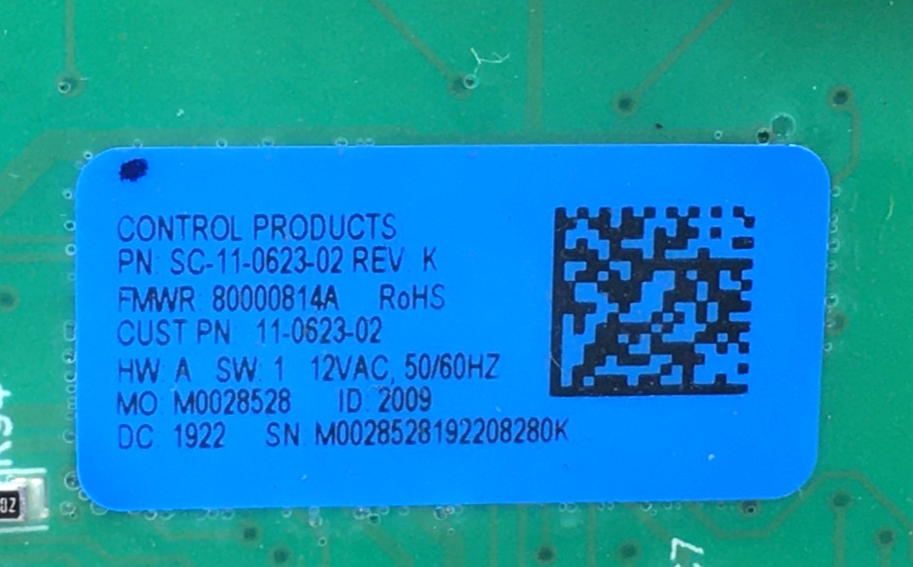 CONTROL PRODUCTS
PN: SC-11-0623-02 REV: K
FMWR: 80000814A RoHS
CUST PN: 11-0623-02
HW: A SW: 1 12VAC, 50/60HZ
MO: M0028528 ID: 2009
DC: 1922 SN: M0028528192208280K